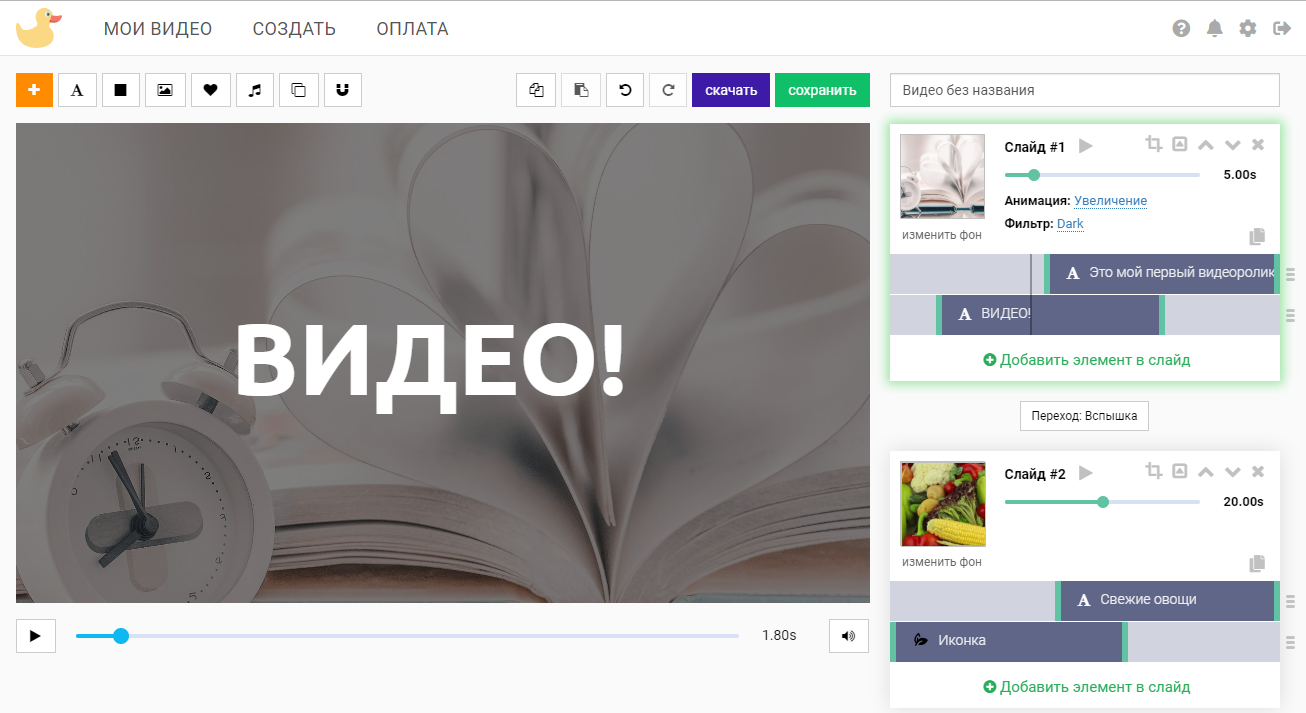 МОИ ВИДЕО СОЗДАТЬ ОПЛАТА
A скачать сохранить
Видео без названия
ВИДЕО!
1.80s
Слайд #1
5.00s
Анимация: Увеличение
Фильтр: Dark
изменить фон
A Это мой первый видеоролик
A ВИДЕО!
Добавить элемент в слайд
Переход: Вспышка
Слайд #2
20.00s
изменить фон
A Свежие овощи
Иконка
Добавить элемент в слайд